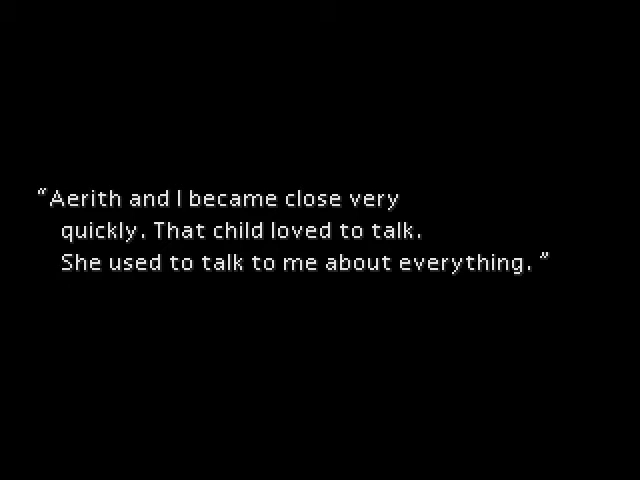 “Aerith and I became close very
quickly. That child loved to talk.
She used to talk to me about everything.”